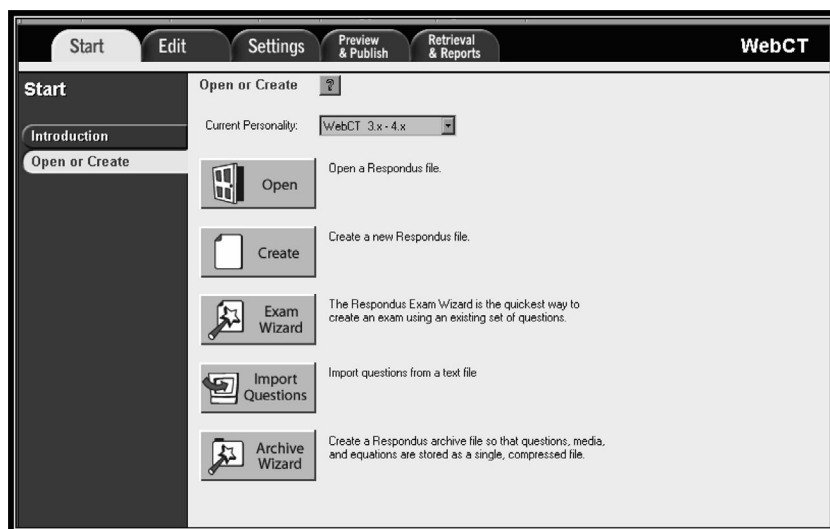 Start
Edit
Settings
Preview
& Publish
Retrieval
& Reports
WebCT
Start
Introduction
Open or Create
Open or Create ?
Current Personality: WebCT 3.x - 4.x
Open
Open a Respondus file.
Create
Create a new Respondus file.
Exam
Wizard
The Respondus Exam Wizard is the quickest way to
create an exam using an existing set of questions.
Import
Questions
Import questions from a text file
Archive
Wizard
Create a Respondus archive file so that questions, media,
and equations are stored as a single, compressed file.